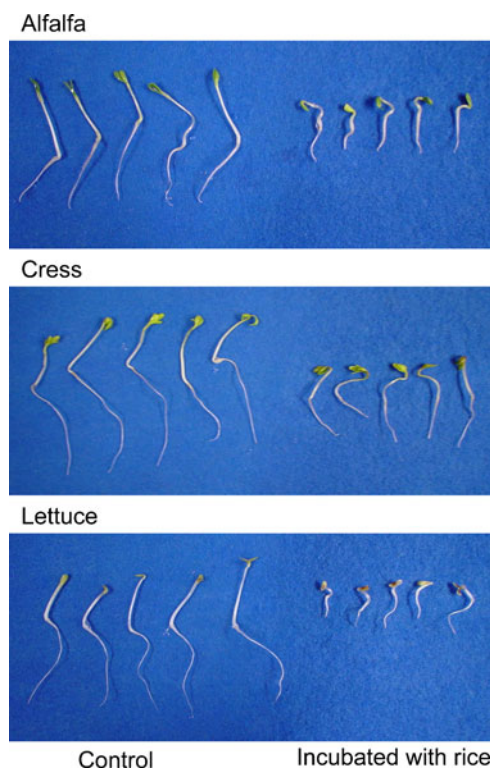 Alfalfa
Cress
Lettuce
Control
Incubated with rice